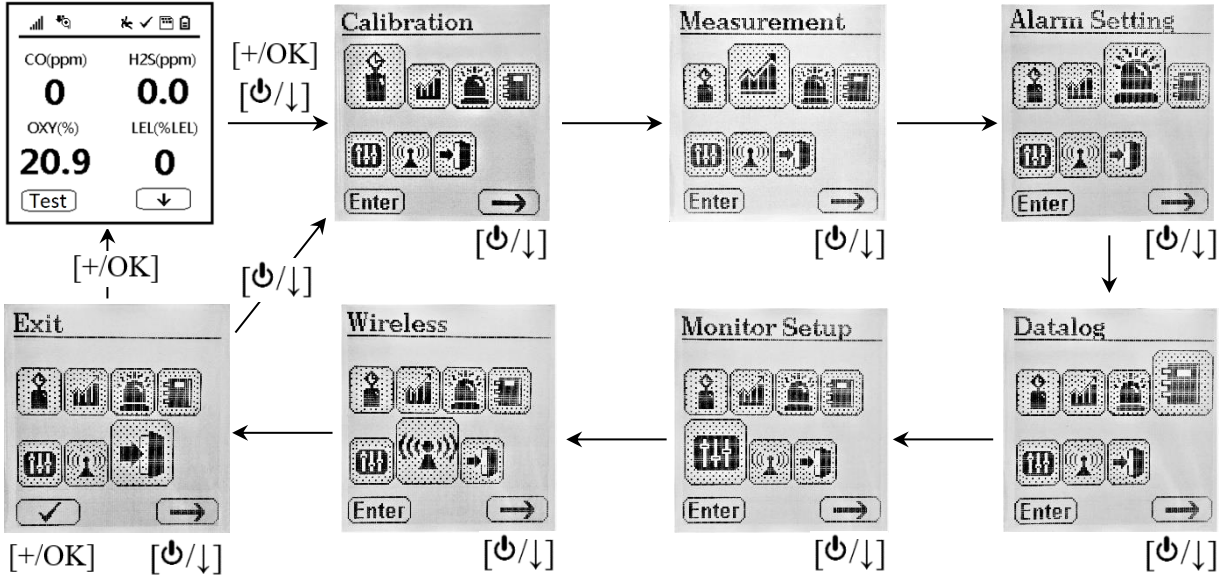 CO(ppm) H2S(ppm)
0 0.0
OXY(%) LEL(%LEL)
20.9 0
Test ↓
[+/OK]
[⏻/↓]
Calibration
Enter →
[⏻/↓]
Measurement
Enter →
[⏻/↓]
Alarm Setting
Enter →
[⏻/↓]
[+/OK]
[⏻/↓]
Exit
✓ →
[+/OK] [⏻/↓]
Wireless
Enter →
[⏻/↓]
Monitor Setup
Enter →
[⏻/↓]
Datalog
Enter →
[⏻/↓]